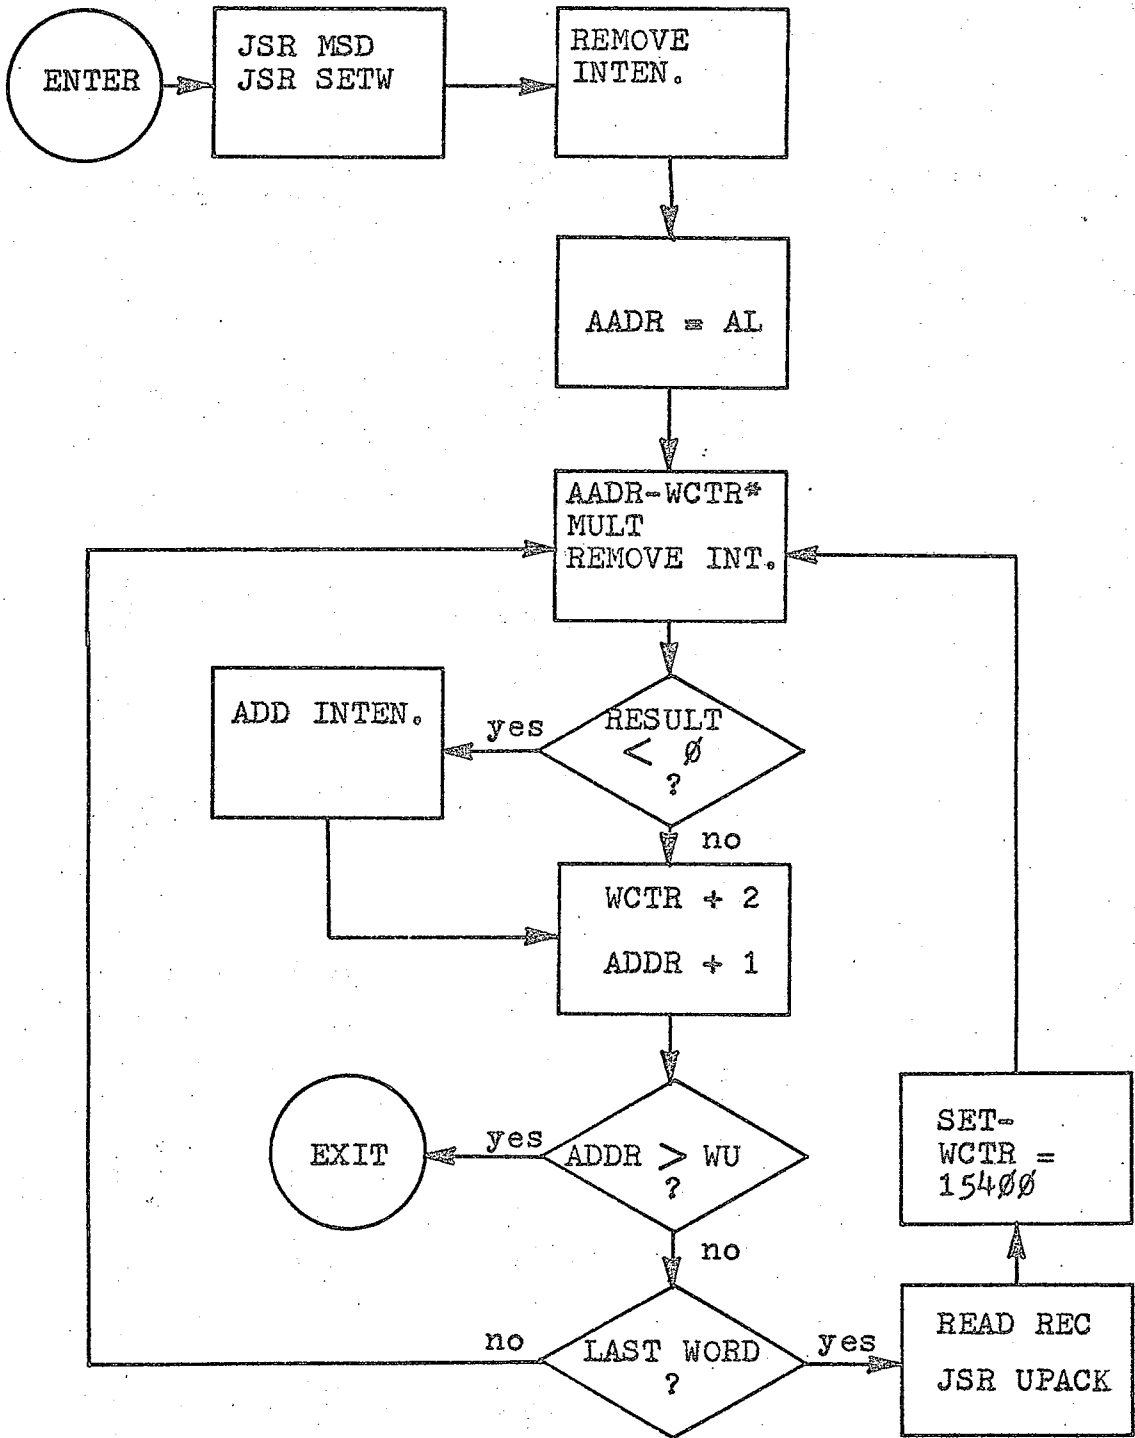 ENTER
JSR MSD
JSR SETW
REMOVE
INTEN.
AADR = AL
AADR-WCTR*
MULT
REMOVE INT.
RESULT
< Ø
?
yes
ADD INTEN.
no
WCTR + 2
ADDR + 1
ADDR > WU
?
yes
EXIT
no
LAST WORD
?
no
yes
READ REC
JSR UPACK
SET-
WCTR =
154ØØ